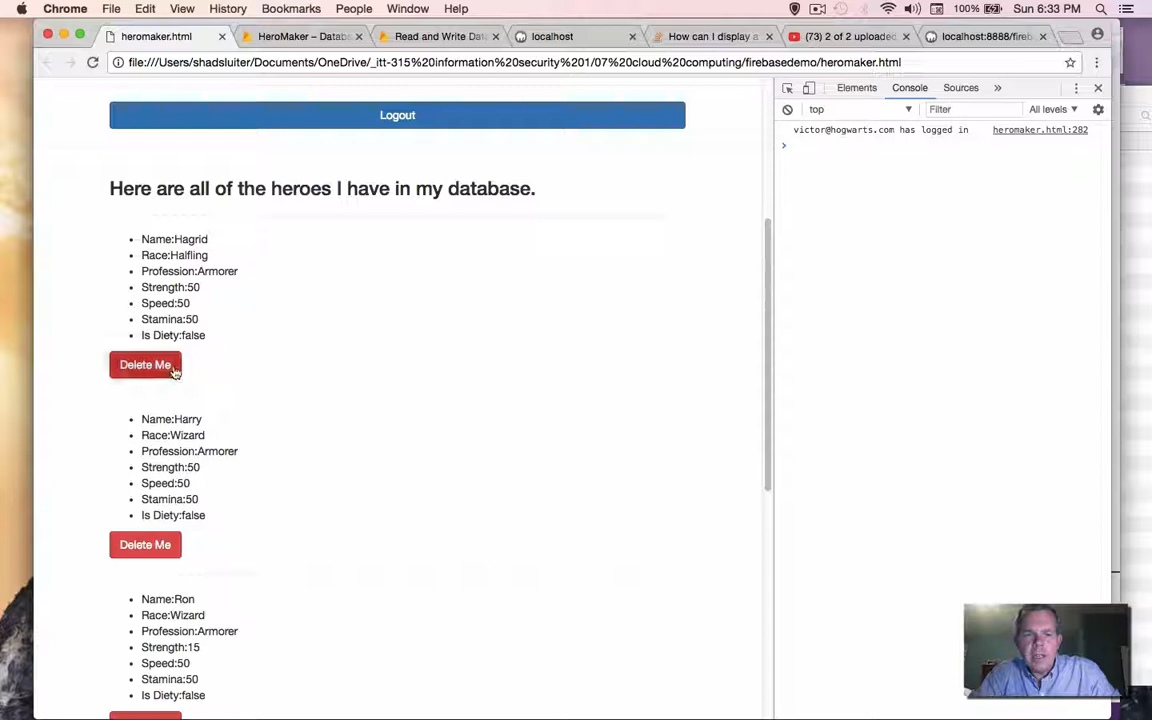 Chrome File Edit View History Bookmarks People Window Help 100% Sun 6:33 PM
heromaker.html HeroMaker – Databa Read and Write Data localhost How can I display a (73) 2 of 2 uploaded localhost:8888/fireb
file:///Users/shadsluiter/Documents/OneDrive/_itt-315%20information%20security%201/07%20cloud%20computing/firebasedemo/heromaker.html
Elements Console Sources »
top Filter All levels
victor@hogwarts.com has logged in heromaker.html:282
Logout
Here are all of the heroes I have in my database.
Name:Hagrid
Race:Halfling
Profession:Armorer
Strength:50
Speed:50
Stamina:50
Is Diety:false
Delete Me
Name:Harry
Race:Wizard
Profession:Armorer
Strength:50
Speed:50
Stamina:50
Is Diety:false
Delete Me
Name:Ron
Race:Wizard
Profession:Armorer
Strength:15
Speed:50
Stamina:50
Is Diety:false